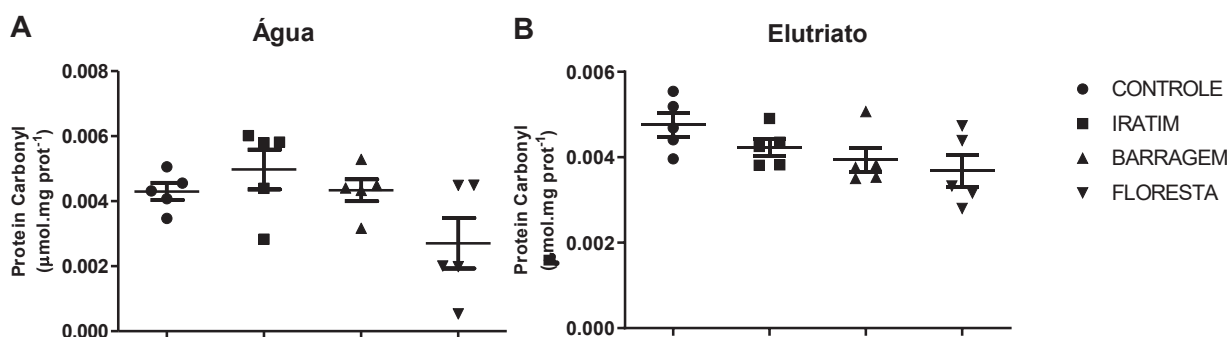 A
Água
0.008
0.006
0.004
0.002
0.000
Protein Carbonyl
(µmol.mg prot⁻¹)
B
Elutriato
0.006
0.004
0.002
0.000
Protein Carbonyl
(µmol.mg prot⁻¹)
CONTROLE
IRATIM
BARRAGEM
FLORESTA